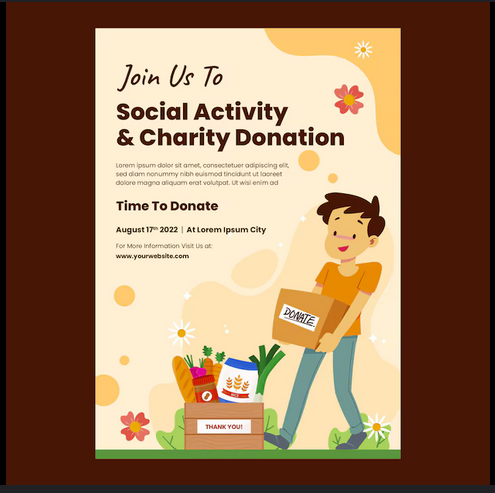 Join Us To
Social Activity
& Charity Donation
Lorem ipsum dolor sit amet, consectetuer adipiscing elit,
sed diam nonummy nibh euismod tincidunt ut laoreet
dolore magna aliquam erat volutpat. Ut wisi enim ad
Time To Donate
August 17th 2022 | At Lorem Ipsum City
For More Information Visit Us at:
www.yourwebsite.com
DONATE
RICE
THANK YOU!